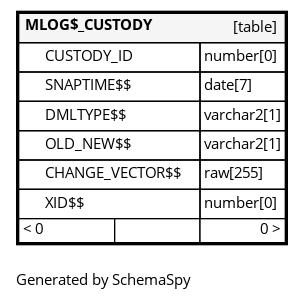 MLOG$_CUSTODY [table]
CUSTODY_ID number[0]
SNAPTIME$$ date[7]
DMLTYPE$$ varchar2[1]
OLD_NEW$$ varchar2[1]
CHANGE_VECTOR$$ raw[255]
XID$$ number[0]
< 0 0 >
Generated by SchemaSpy